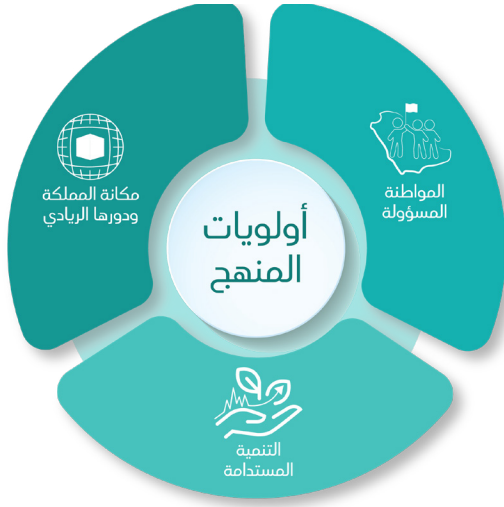 أولويات
المنهج
المواطنة
المسؤولة
مكانة المملكة
ودورها الريادي
التنمية
المستدامة